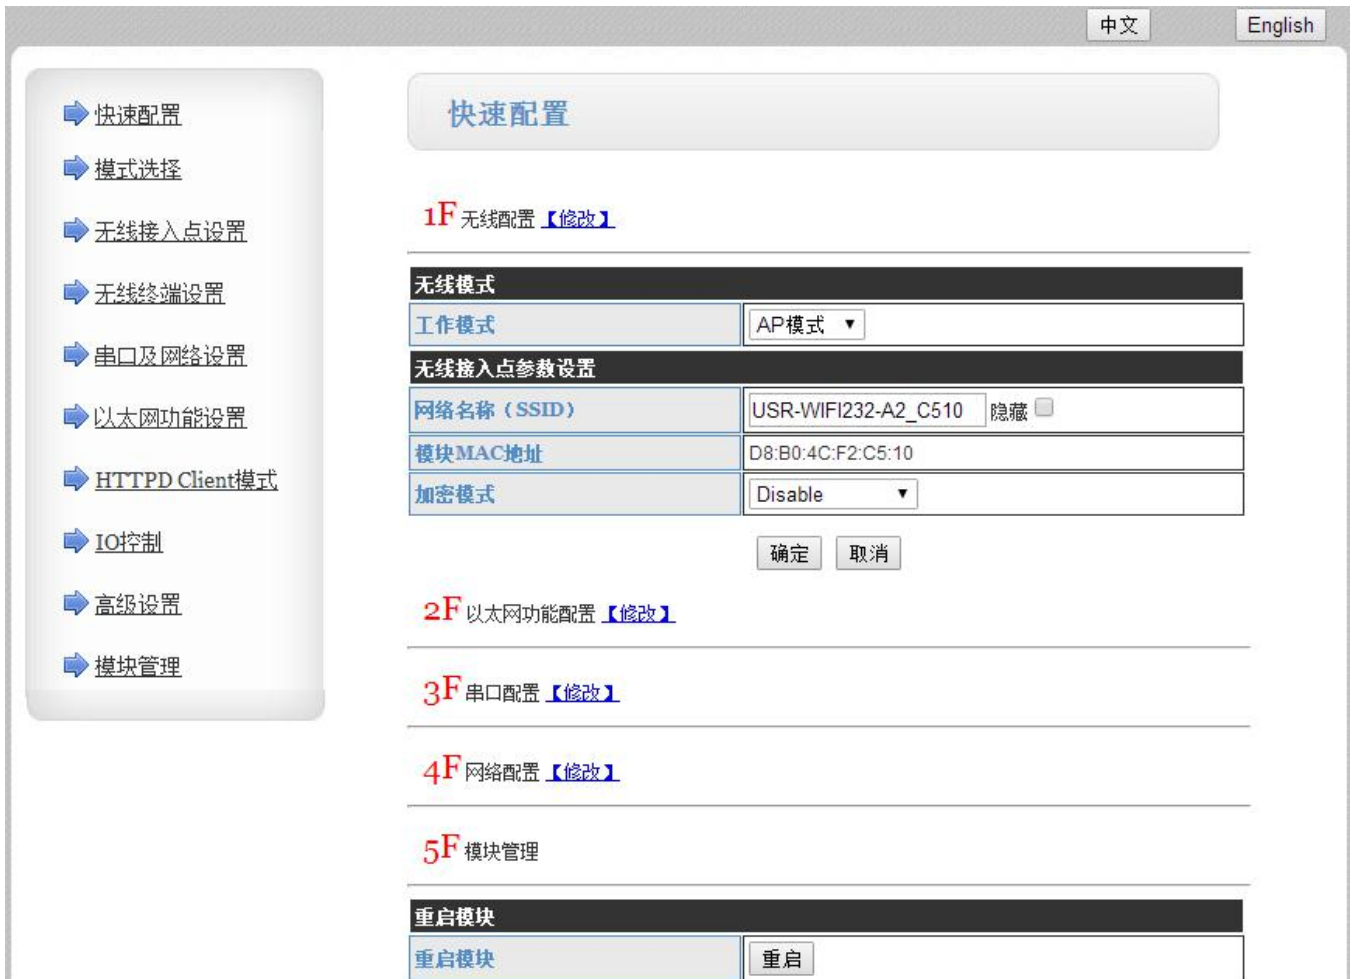 中文 English
快速配置
模式选择
无线接入点设置
无线终端设置
串口及网络设置
以太网功能设置
HTTPD Client模式
IO控制
高级设置
模块管理
快速配置
1F 无线配置 【修改】
无线模式
工作模式 AP模式
无线接入点参数设置
网络名称（SSID） USR-WIFI232-A2_C510 隐藏
模块MAC地址 D8:B0:4C:F2:C5:10
加密模式 Disable
确定 取消
2F 以太网功能配置 【修改】
3F 串口配置 【修改】
4F 网络配置 【修改】
5F 模块管理
重启模块
重启模块 重启